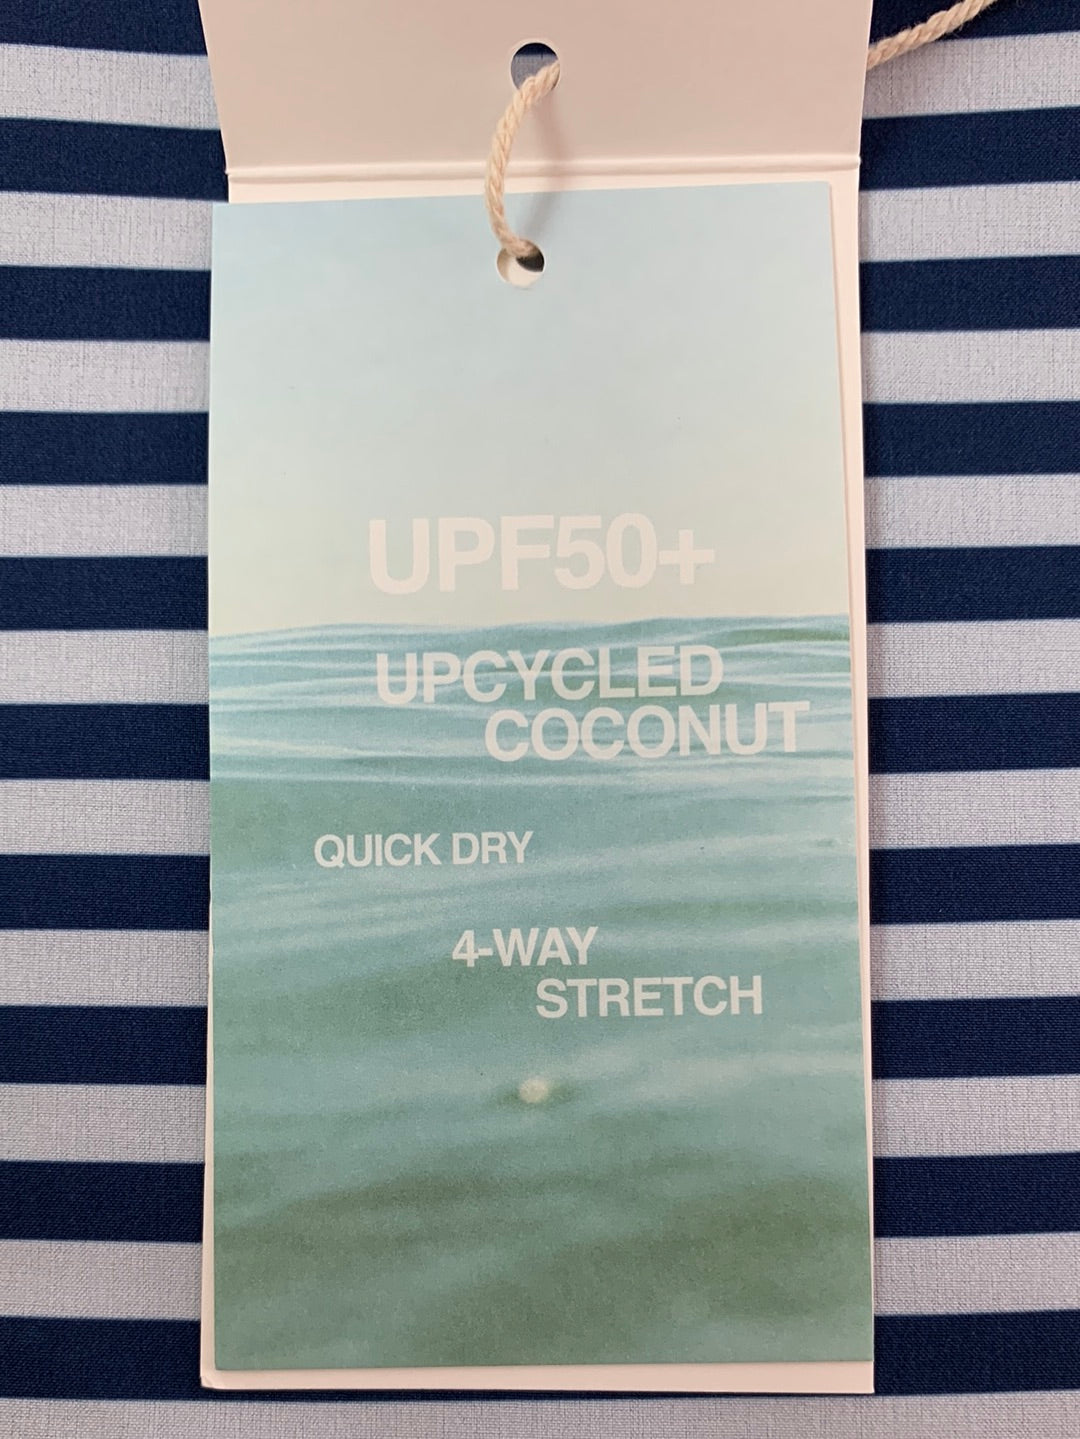 UPF50+
UPCYCLED
COCONUT
QUICK DRY
4-WAY
STRETCH